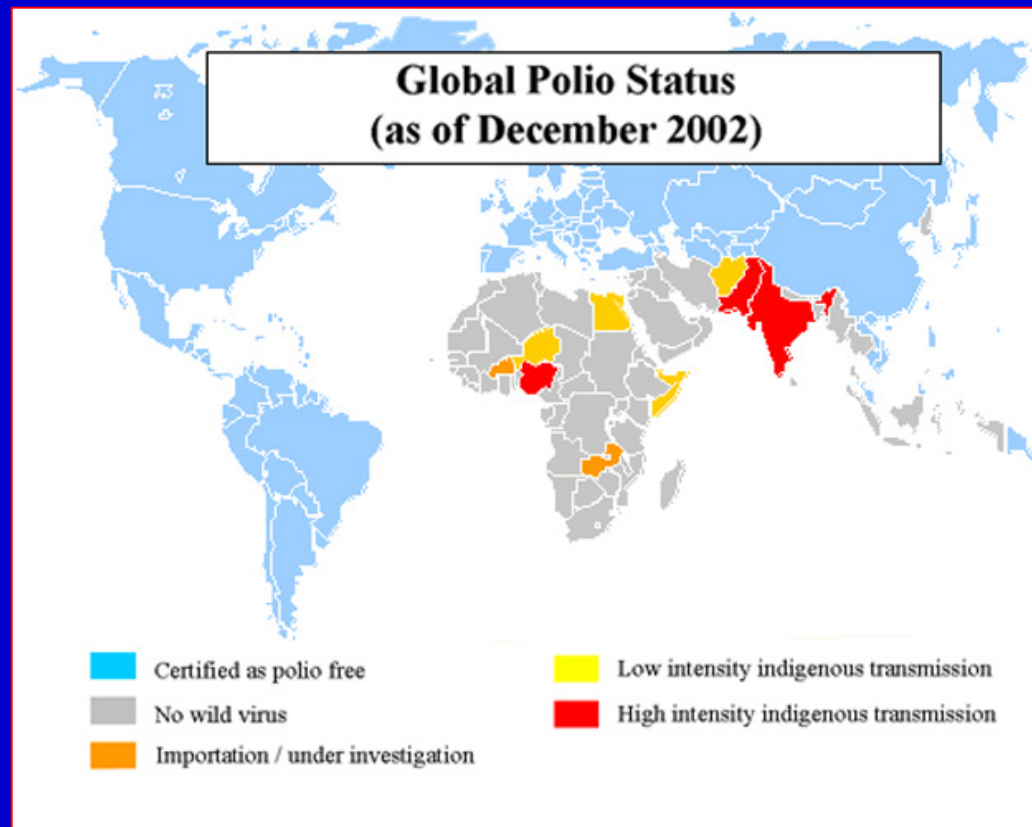 Global Polio Status
(as of December 2002)
Certified as polio free
No wild virus
Importation / under investigation
Low intensity indigenous transmission
High intensity indigenous transmission